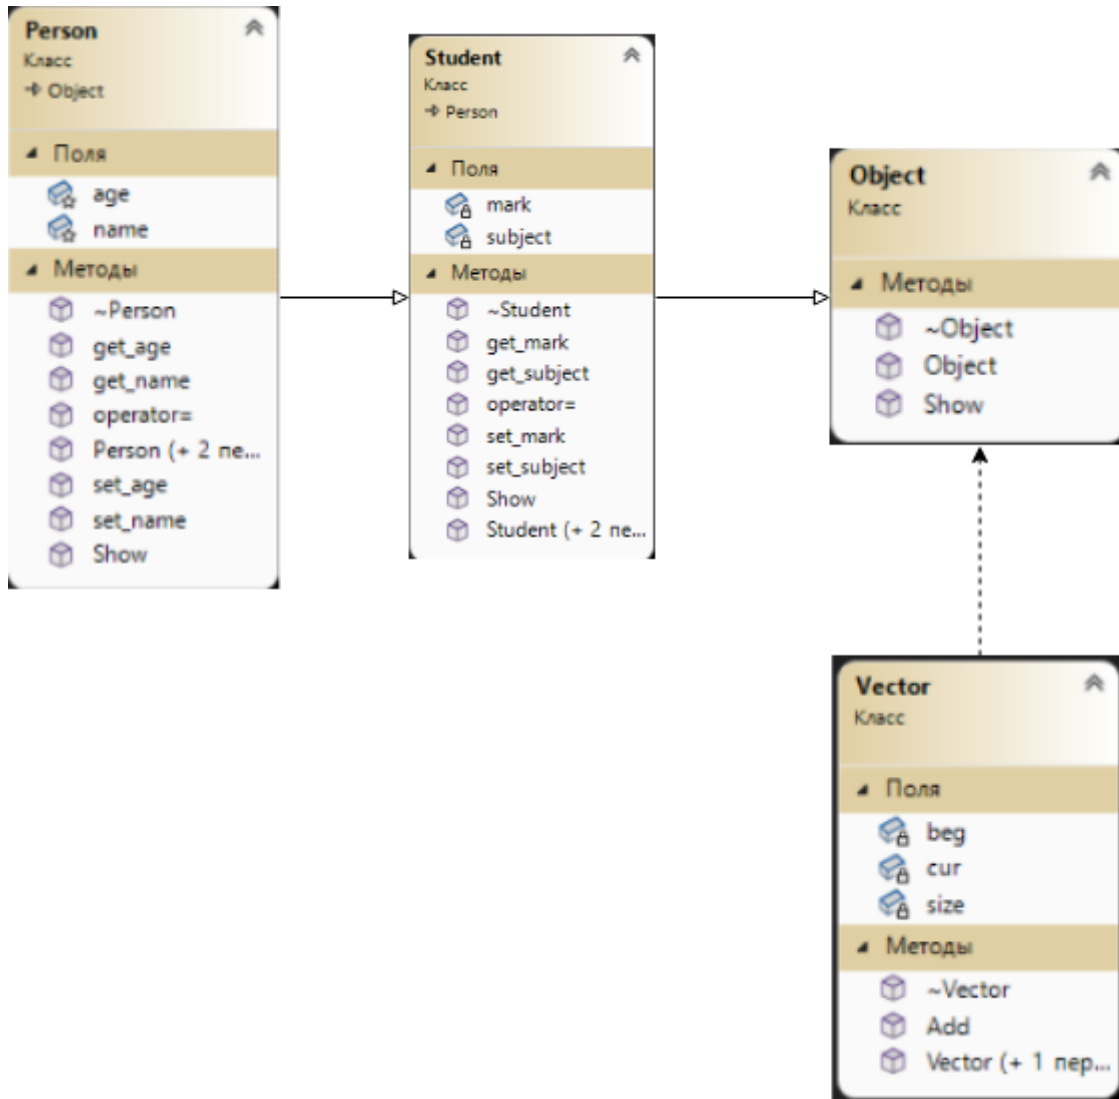 Person
Класс
Object
Поля
age
name
Методы
~Person
get_age
get_name
operator=
Person (+ 2 пе...
set_age
set_name
Show
Student
Класс
Person
Поля
mark
subject
Методы
~Student
get_mark
get_subject
operator=
set_mark
set_subject
Show
Student (+ 2 пе...
Object
Класс
Методы
~Object
Object
Show
Vector
Класс
Поля
beg
cur
size
Методы
~Vector
Add
Vector (+ 1 пер...